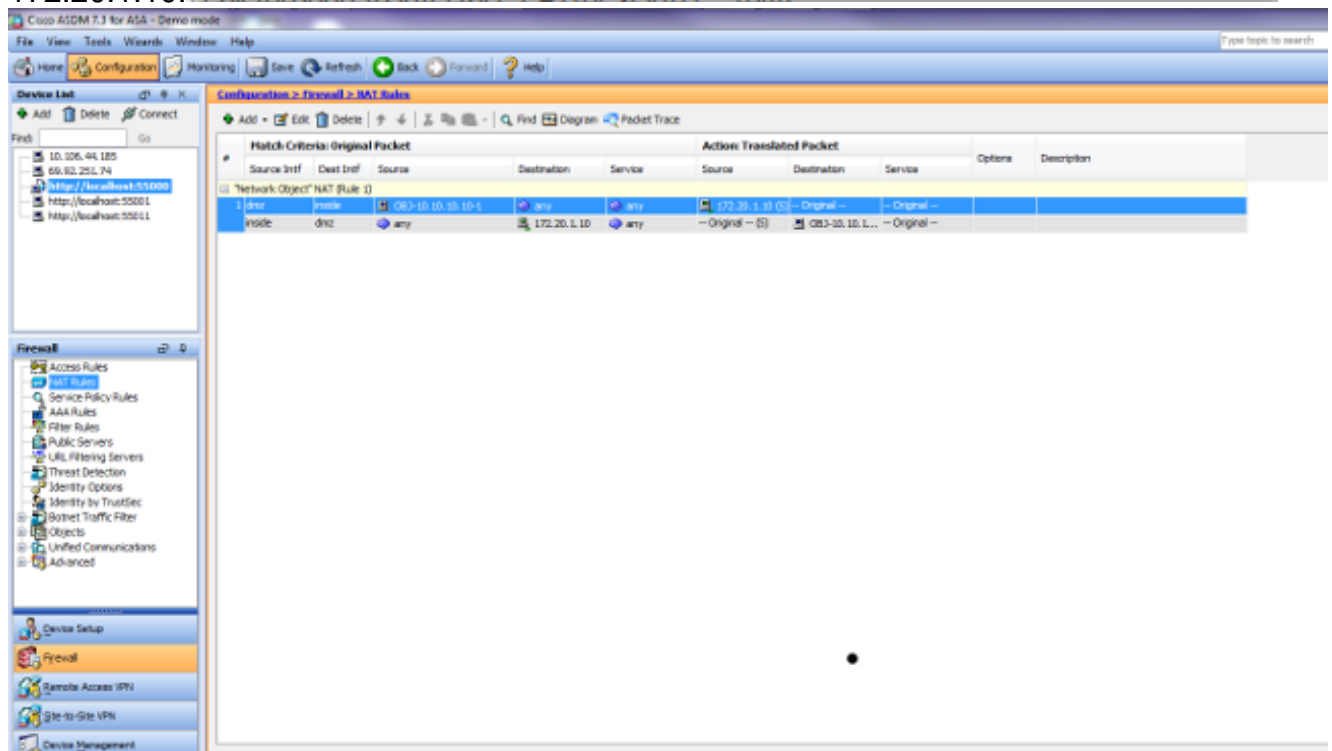 172.20.1.10.
Cisco ASDM 7.3 for ASA - Demo mode
File View Tools Wizards Window Help
Type topic to search
Home Configuration Monitoring Save Refresh Back Forward Help
Device List
Add Delete Connect
Find: Go
10.106.44.185
69.92.251.74
http://localhost:55000
http://localhost:55001
http://localhost:55011
Configuration > Firewall > NAT Rules
Add Edit Delete Find Diagram Packet Trace
# Match Criteria: Original Packet Action: Translated Packet Options Description
Source Intf Dest Intf Source Destination Service Source Destination Service
"Network Object" NAT (Rule 1)
1 dmz inside OBJ-10.10.10.10-1 any any 172.20.1.10 (S) -- Original -- -- Original --
inside dmz any 172.20.1.10 any -- Original -- (S) OBJ-10.10.1... -- Original --
Firewall
Access Rules
NAT Rules
Service Policy Rules
AAA Rules
Filter Rules
Public Servers
URL Filtering Servers
Threat Detection
Identity Options
Identity by TrustSec
Botnet Traffic Filter
Objects
Unified Communications
Advanced
Device Setup
Firewall
Remote Access VPN
Site-to-Site VPN
Device Management